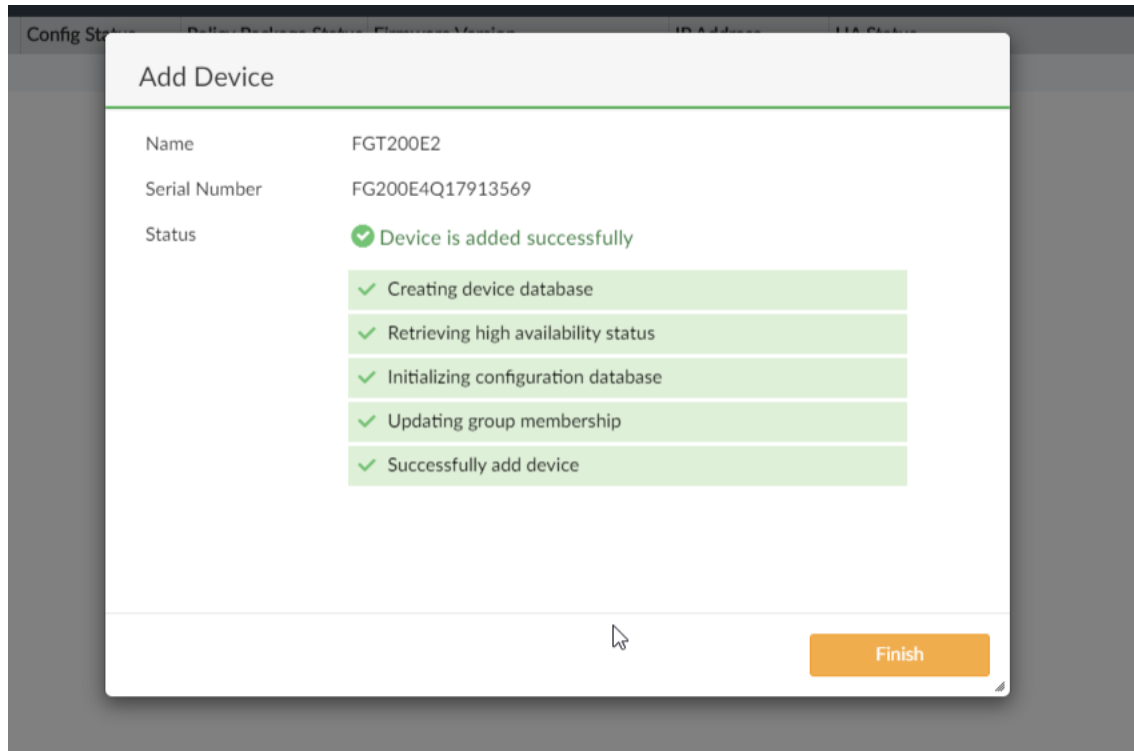 Config
Add Device
Name FGT200E2
Serial Number FG200E4Q17913569
Status Device is added successfully
Creating device database
Retrieving high availability status
Initializing configuration database
Updating group membership
Successfully add device
Finish